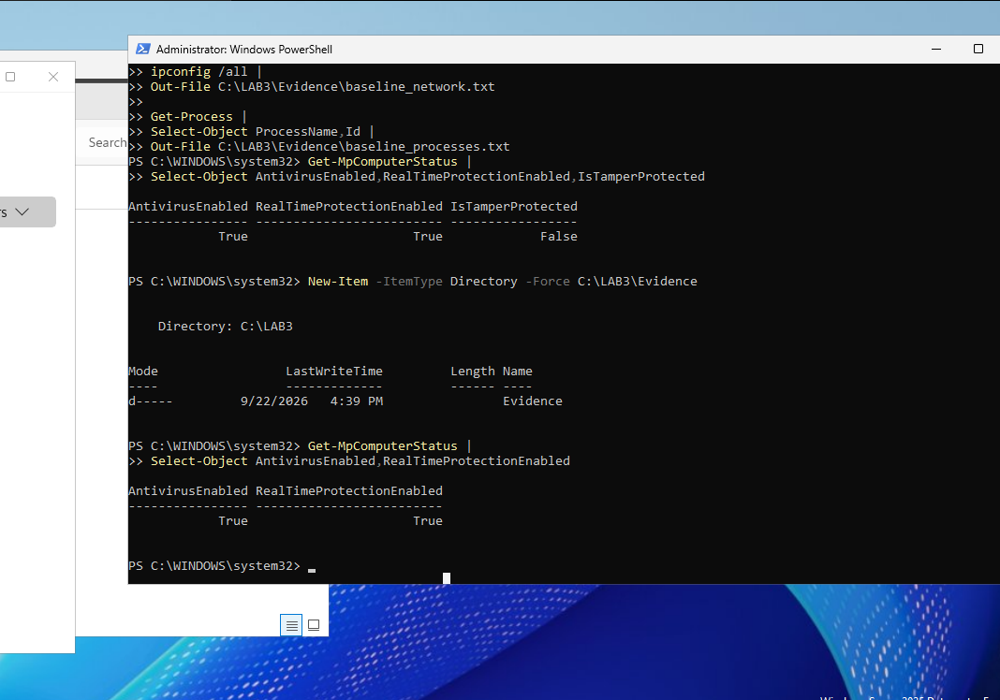 Administrator: Windows PowerShell
>> ipconfig /all |
>> Out-File C:\LAB3\Evidence\baseline_network.txt
>>
>> Get-Process |
>> Select-Object ProcessName,Id |
>> Out-File C:\LAB3\Evidence\baseline_processes.txt
PS C:\WINDOWS\system32> Get-MpComputerStatus |
>> Select-Object AntivirusEnabled,RealTimeProtectionEnabled,IsTamperProtected
AntivirusEnabled RealTimeProtectionEnabled IsTamperProtected
---------------- ------------------------- -----------------
True True False
PS C:\WINDOWS\system32> New-Item -ItemType Directory -Force C:\LAB3\Evidence
Directory: C:\LAB3
Mode LastWriteTime Length Name
---- ------------- ------ ----
d----- 9/22/2026 4:39 PM Evidence
PS C:\WINDOWS\system32> Get-MpComputerStatus |
>> Select-Object AntivirusEnabled,RealTimeProtectionEnabled
AntivirusEnabled RealTimeProtectionEnabled
---------------- -------------------------
True True
PS C:\WINDOWS\system32>
Search